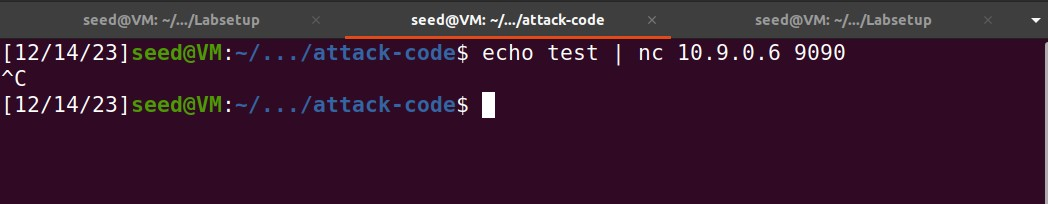 seed@VM: ~/.../Labsetup × seed@VM: ~/.../attack-code × seed@VM: ~/.../Labsetup ×
[12/14/23]seed@VM:~/.../attack-code$ echo test | nc 10.9.0.6 9090
^C
[12/14/23]seed@VM:~/.../attack-code$